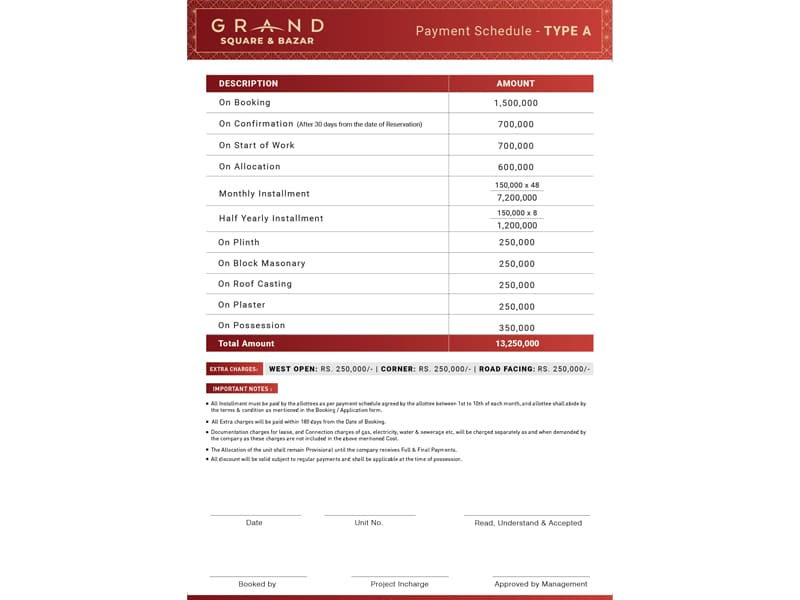 GRAND
SQUARE & BAZAR
Payment Schedule - TYPE A
DESCRIPTION AMOUNT
On Booking 1,500,000
On Confirmation (After 30 days from the date of Reservation) 700,000
On Start of Work 700,000
On Allocation 600,000
Monthly Installment 150,000 x 48
7,200,000
Half Yearly Installment 150,000 x 8
1,200,000
On Plinth 250,000
On Block Masonary 250,000
On Roof Casting 250,000
On Plaster 250,000
On Possession 350,000
Total Amount 13,250,000
EXTRA CHARGES: WEST OPEN: RS. 250,000/- | CORNER: RS. 250,000/- | ROAD FACING: RS. 250,000/-
IMPORTANT NOTES :
• All Installment must be paid by the allottees as per payment schedule agreed by the allottee between 1st to 10th of each month, and allottee shall abide by
the terms & condition as mentioned in the Booking / Application form.
• All Extra charges will be paid within 180 days from the Date of Booking.
• Documentation charges for lease, and Connection charges of gas, electricity, water & sewerage etc, will be charged separately as and when demanded by
the company as these charges are not included in the above mentioned Cost.
• The Allocation of the unit shall remain Provisional until the company receives Full & Final Payments.
• All discount will be valid subject to regular payments and shall be applicable at the time of possession.
Date Unit No. Read, Understand & Accepted
Booked by Project Incharge Approved by Management